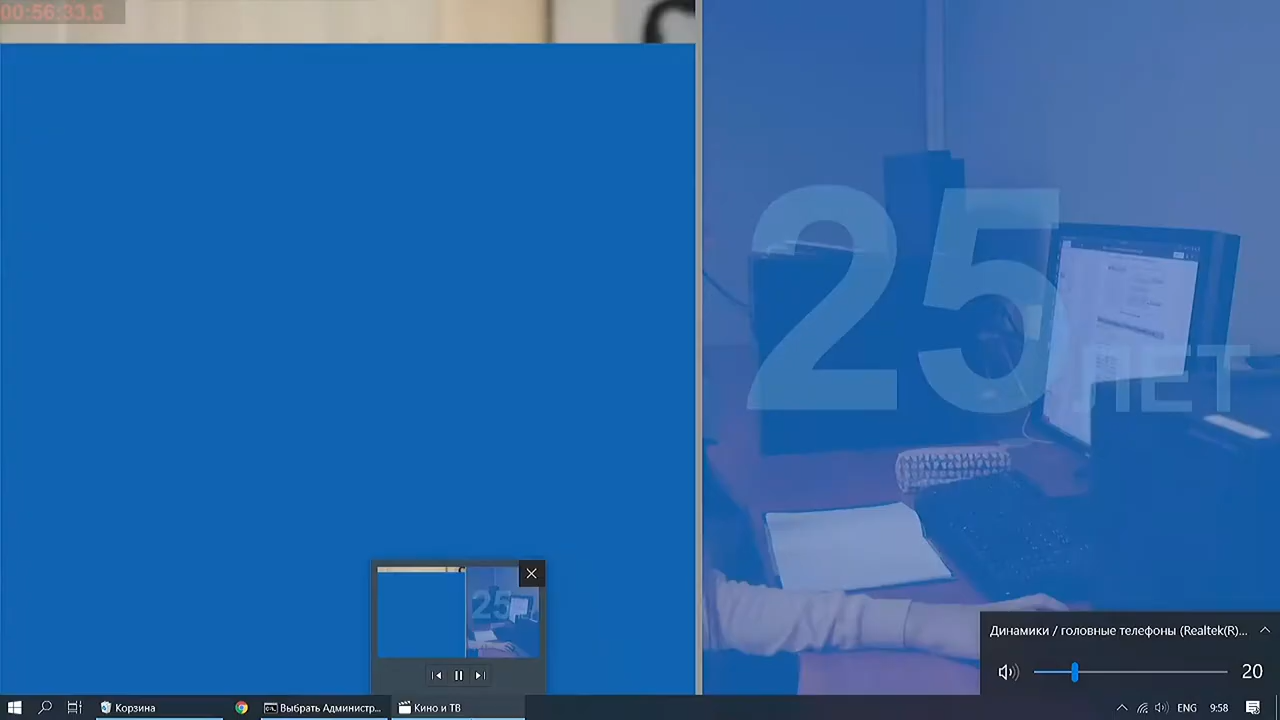 00:56:33.5
25 ЛЕТ
Динамики / головные телефоны (Realtek(R)...
20
Корзина
Выбрать Администр...
Кино и ТВ
ENG
9:58